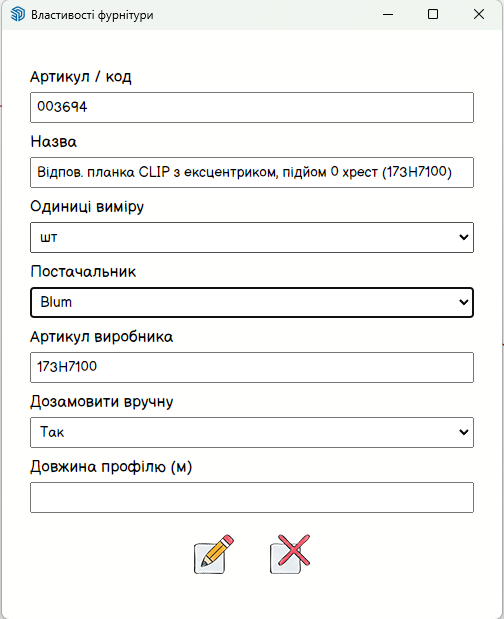 Властивості фурнітури
Артикул / код
003694
Назва
Відпов. планка CLIP з ексцентриком, підйом 0 хрест (173H7100)
Одиниці виміру
шт
Постачальник
Blum
Артикул виробника
173H7100
Дозамовити вручну
Так
Довжина профілю (м)